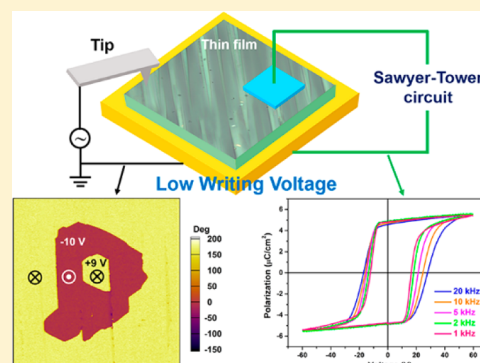 Tip
Thin film
Sawyer-Tower
circuit
Low Writing Voltage
-10 V
+9 V
Deg
200
150
100
50
0
-50
-100
-150
Polarization (μC/cm²)
6
4
2
0
-2
-4
-6
20 kHz
10 kHz
5 kHz
2 kHz
1 kHz
-60 -40 -20 0 20 40 60